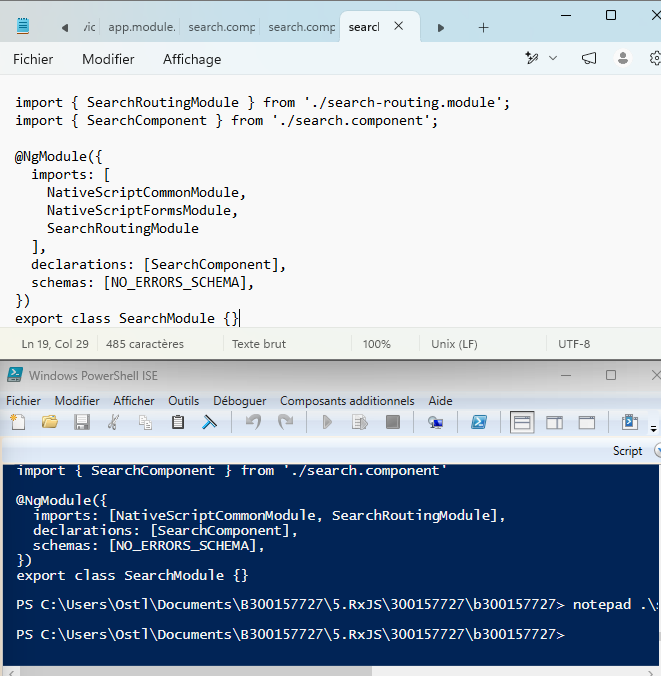 app.module. search.comp search.comp searcl
Fichier Modifier Affichage
import { SearchRoutingModule } from './search-routing.module';
import { SearchComponent } from './search.component';
@NgModule({
imports: [
NativeScriptCommonModule,
NativeScriptFormsModule,
SearchRoutingModule
],
declarations: [SearchComponent],
schemas: [NO_ERRORS_SCHEMA],
})
export class SearchModule {}
Ln 19, Col 29 485 caractères Texte brut 100% Unix (LF) UTF-8
Windows PowerShell ISE
Fichier Modifier Afficher Outils Déboguer Composants additionnels Aide
Script
import { SearchComponent } from './search.component'
@NgModule({
imports: [NativeScriptCommonModule, SearchRoutingModule],
declarations: [SearchComponent],
schemas: [NO_ERRORS_SCHEMA],
})
export class SearchModule {}
PS C:\Users\Ostl\Documents\B300157727\5.RxJS\300157727\b300157727> notepad .\
PS C:\Users\Ostl\Documents\B300157727\5.RxJS\300157727\b300157727>